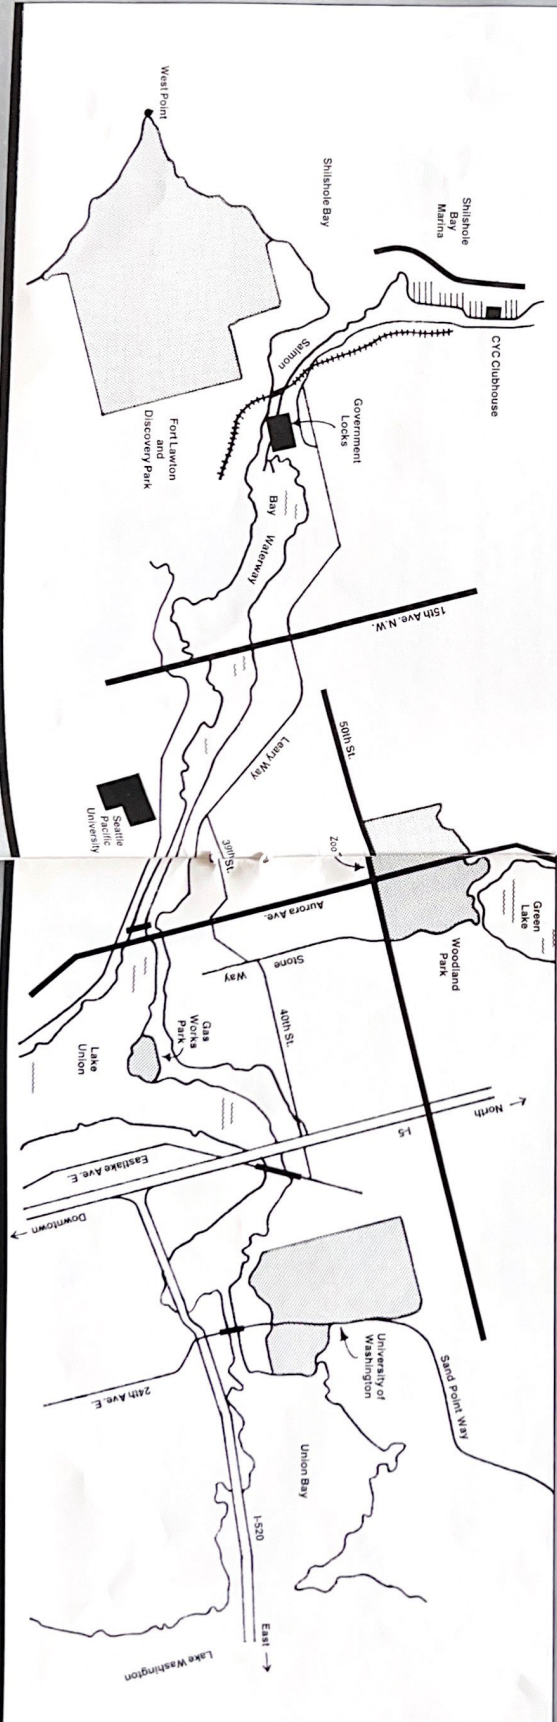 West Point
Shilshole Bay
Shilshole
Bay
Marina
CYC Clubhouse
Salmon
Government
Locks
Fort Lawton
and
Discovery Park
Bay
Waterway
15th Ave. N.W.
Leary Way
50th St.
Seattle
Pacific
University
39th St.
Zoo
Aurora Ave.
Green
Lake
Woodland
Park
Stone
Way
40th St.
Gas
Works
Park
Lake
Union
North
I-5
Eastlake Ave. E.
Downtown
University of
Washington
Sand Point Way
24th Ave. E.
Union Bay
I-520
East
Lake Washington